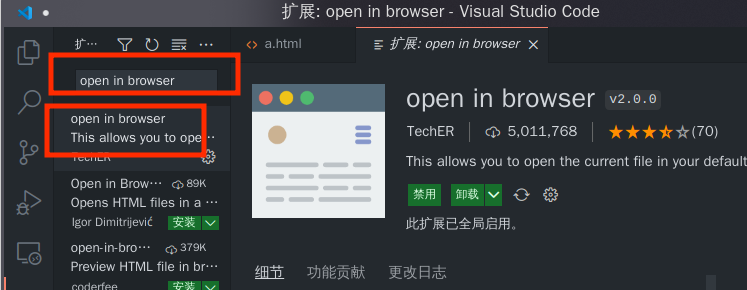 扩展: open in browser - Visual Studio Code
扩…
a.html
扩展: open in browser
open in browser
open in browser
This allows you to ope…
TechER
Open in Brow… 89K
Opens HTML files in a …
Igor Dimitrijević 安装
open-in-bro… 379K
Preview HTML file in br…
coderfee 安装
open in browser v2.0.0
TechER 5,011,768 (70)
This allows you to open the current file in your default
禁用 卸载
此扩展已全局启用。
细节 功能贡献 更改日志